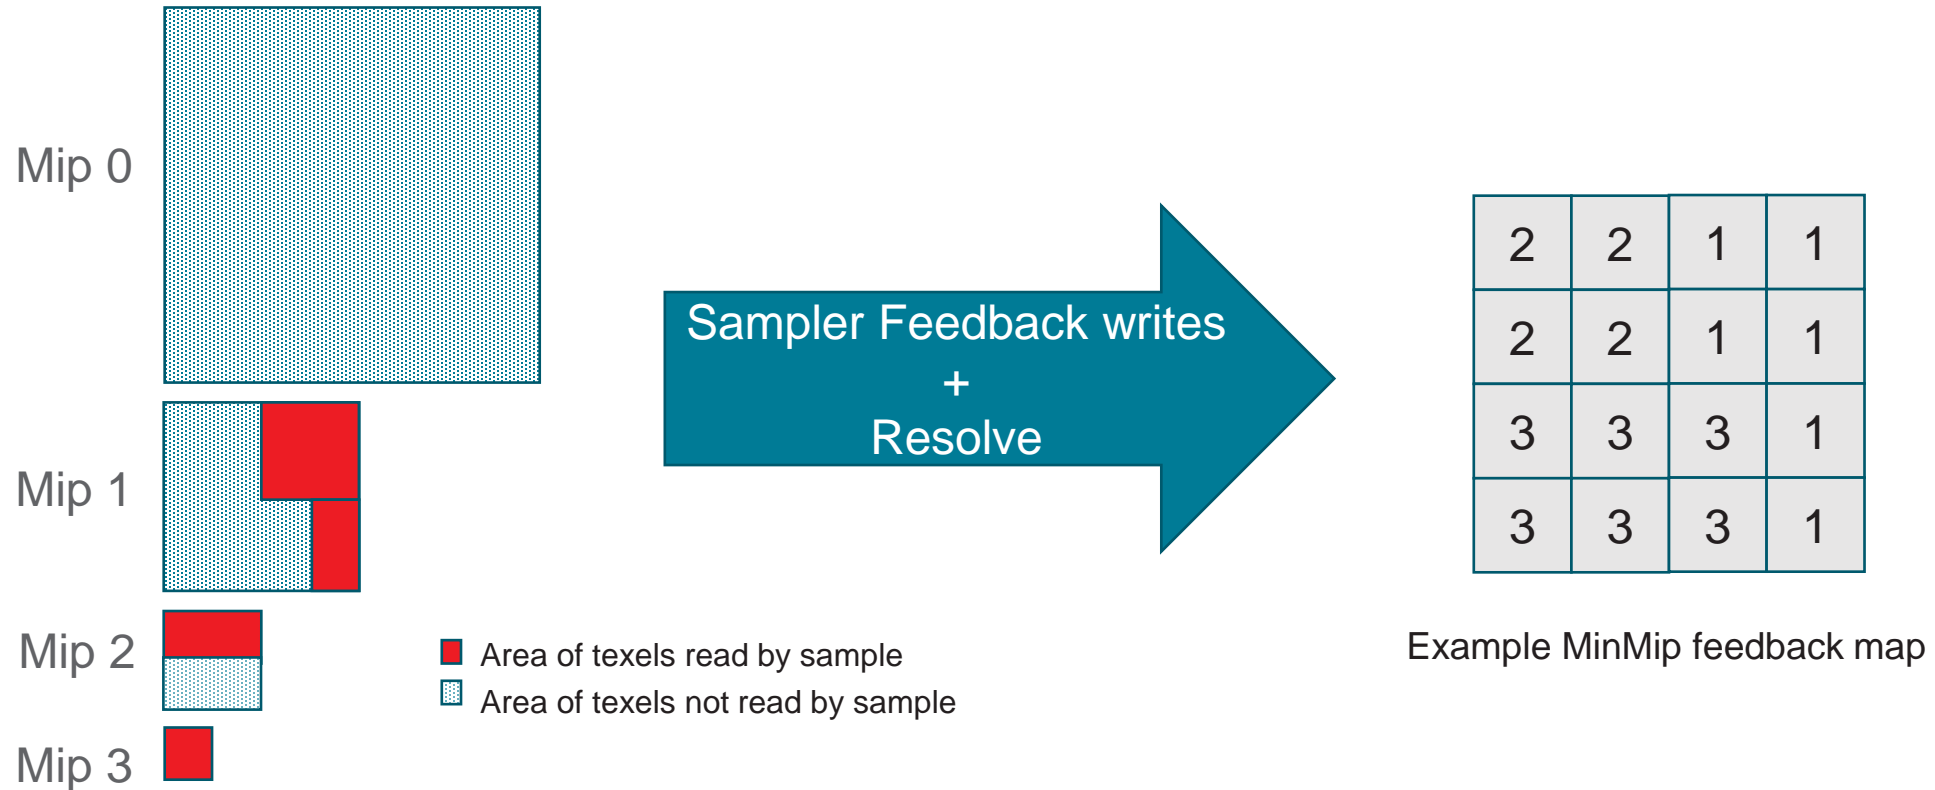 Mip 0
Mip 1
Mip 2
Mip 3
Sampler Feedback writes
+
Resolve
Area of texels read by sample
Area of texels not read by sample
2 2 1 1
2 2 1 1
3 3 3 1
3 3 3 1
Example MinMip feedback map